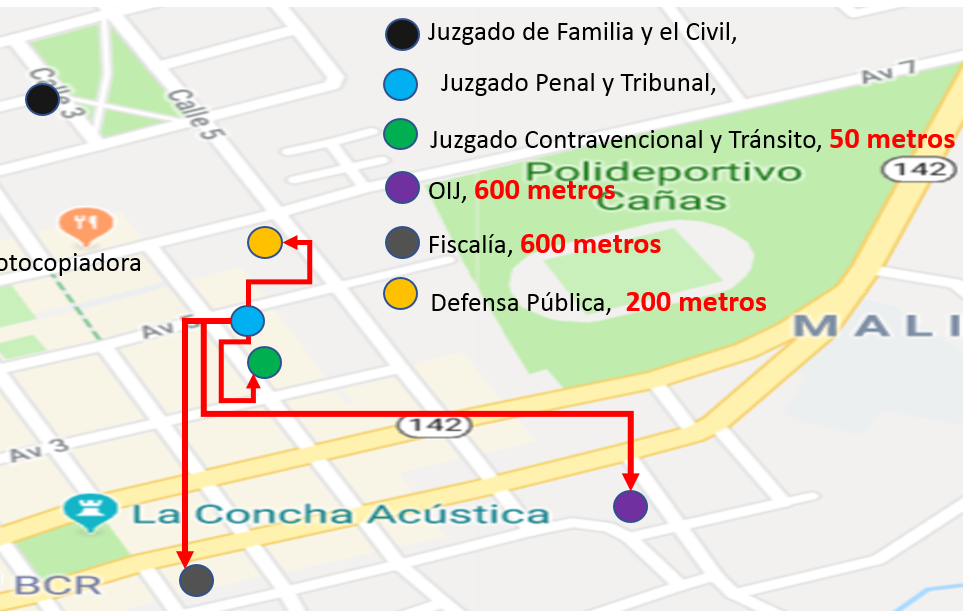 Juzgado de Familia y el Civil,
Juzgado Penal y Tribunal,
Av 7
Calle 3
Calle 5
Juzgado Contravencional y Tránsito, 50 metros
Polideportivo
Cañas
142
OIJ, 600 metros
otocopiadora
Fiscalía, 600 metros
Defensa Pública, 200 metros
Av 5
MALI
142
Av 3
La Concha Acústica
BCR